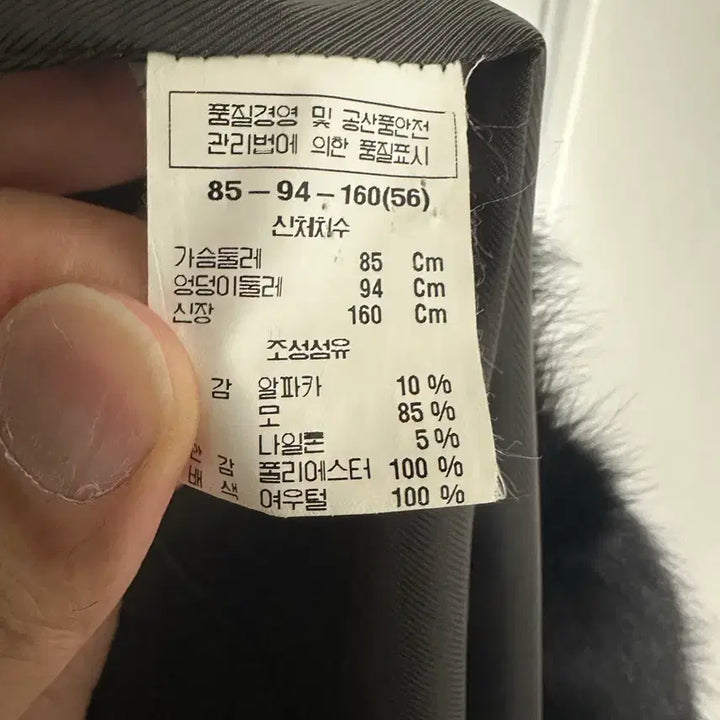 품질경영 및 공산품안전
관리법에 의한 품질표시
85-94-160(56)
신처치수
가슴둘레 85 Cm
엉덩이둘레 94 Cm
신장 160 Cm
조성섬유
감 알파카 10 %
모 85 %
나일론 5 %
안 감 폴리에스터 100 %
배 색 여우털 100 %